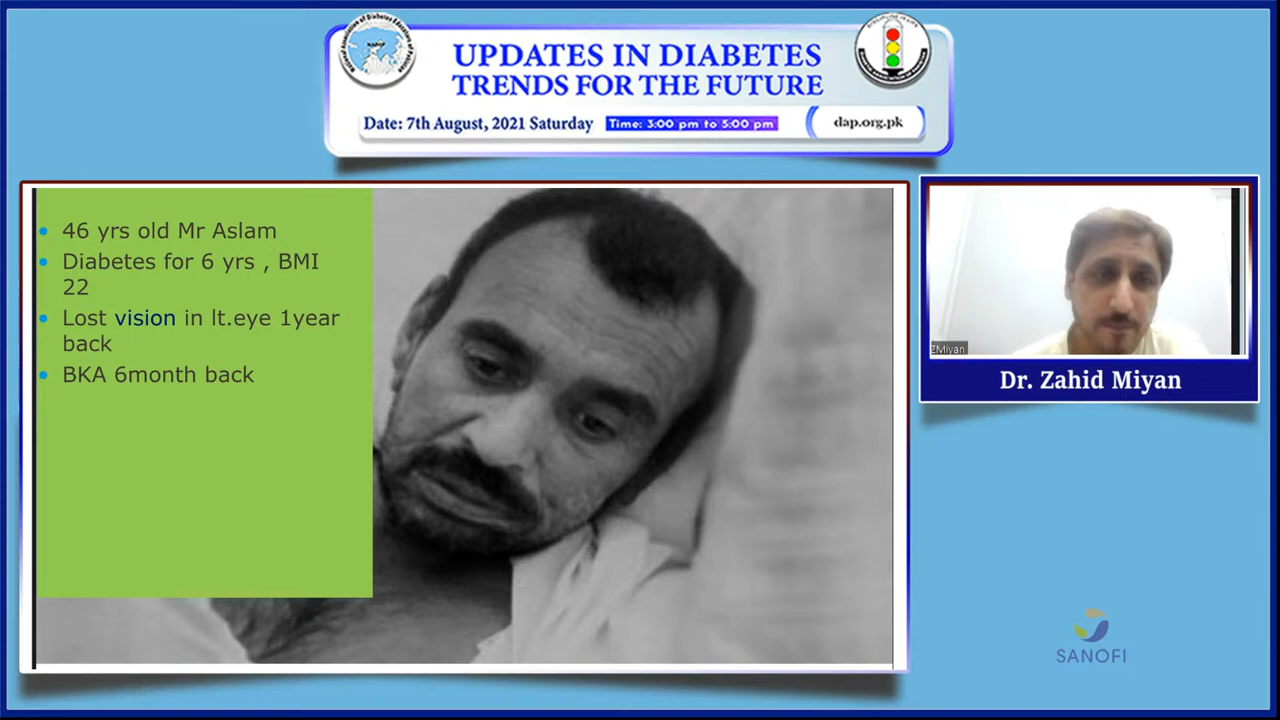 UPDATES IN DIABETES
TRENDS FOR THE FUTURE
Date: 7th August, 2021 Saturday
Time: 3:00 pm to 5:00 pm
dap.org.pk
• 46 yrs old Mr Aslam
• Diabetes for 6 yrs , BMI
22
• Lost vision in lt.eye 1year
back
• BKA 6month back
ZMiyan
Dr. Zahid Miyan
SANOFI